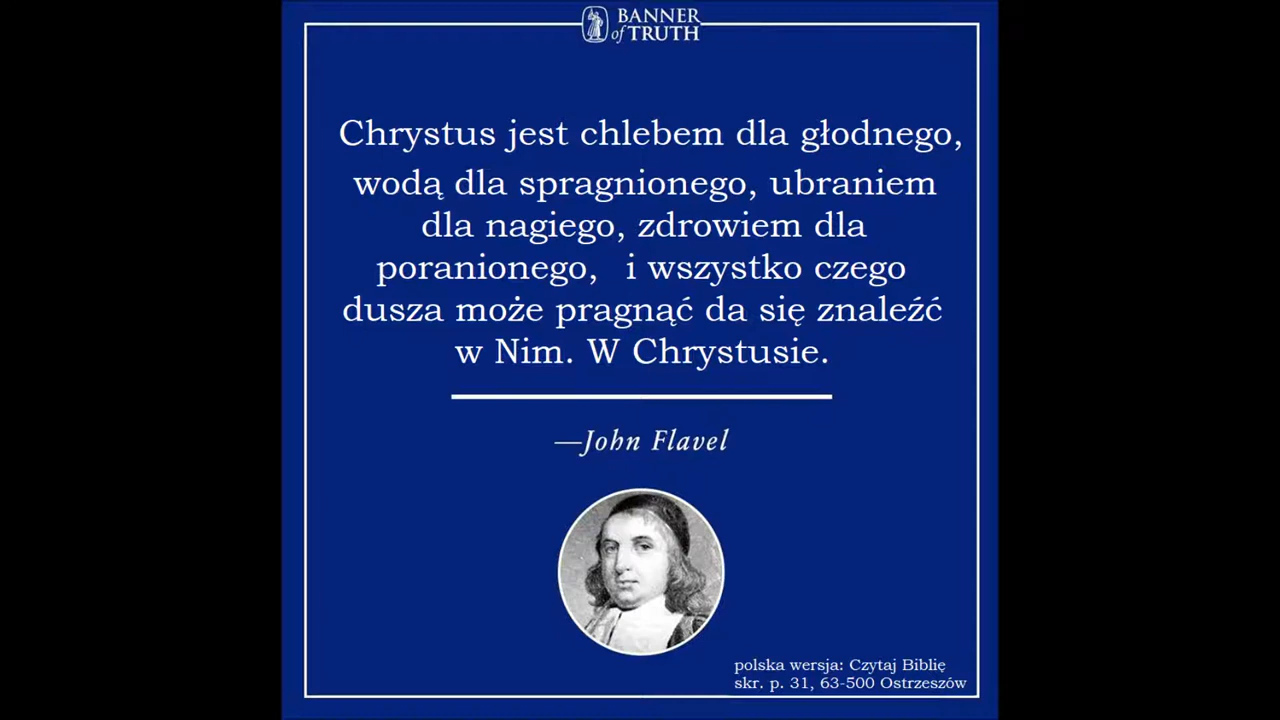 BANNER
of TRUTH
Chrystus jest chlebem dla głodnego,
wodą dla spragnionego, ubraniem
dla nagiego, zdrowiem dla
poranionego, i wszystko czego
dusza może pragnąć da się znaleźć
w Nim. W Chrystusie.
—John Flavel
polska wersja: Czytaj Biblię
skr. p. 31, 63-500 Ostrzeszów